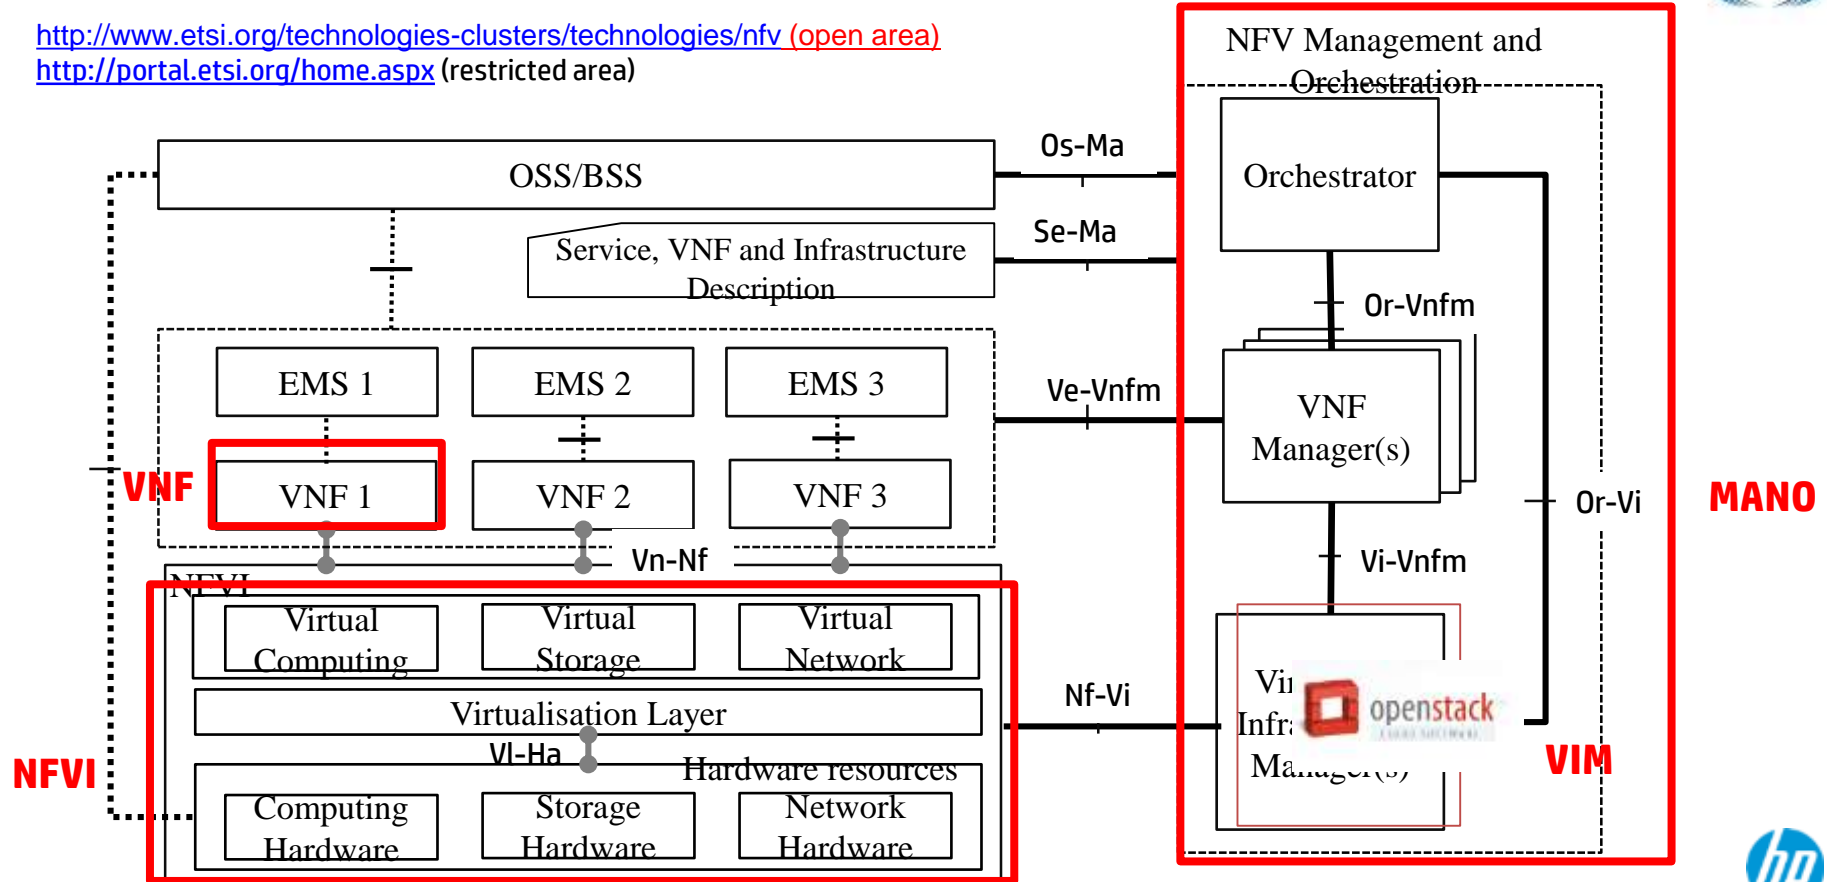 http://www.etsi.org/technologies-clusters/technologies/nfv (open area)
http://portal.etsi.org/home.aspx (restricted area)
NFV Management and
Orchestration
OSS/BSS
Os-Ma
Orchestrator
Service, VNF and Infrastructure
Description
Se-Ma
Or-Vnfm
EMS 1
EMS 2
EMS 3
Ve-Vnfm
VNF
Manager(s)
VNF
VNF 1
VNF 2
VNF 3
Or-Vi
MANO
Vn-Nf
Vi-Vnfm
NFVI
Virtual
Computing
Virtual
Storage
Virtual
Network
Nf-Vi
Virtualisation Layer
openstack
Vl-Ha
Hardware resources
VIM
NFVI
Computing
Hardware
Storage
Hardware
Network
Hardware
hp